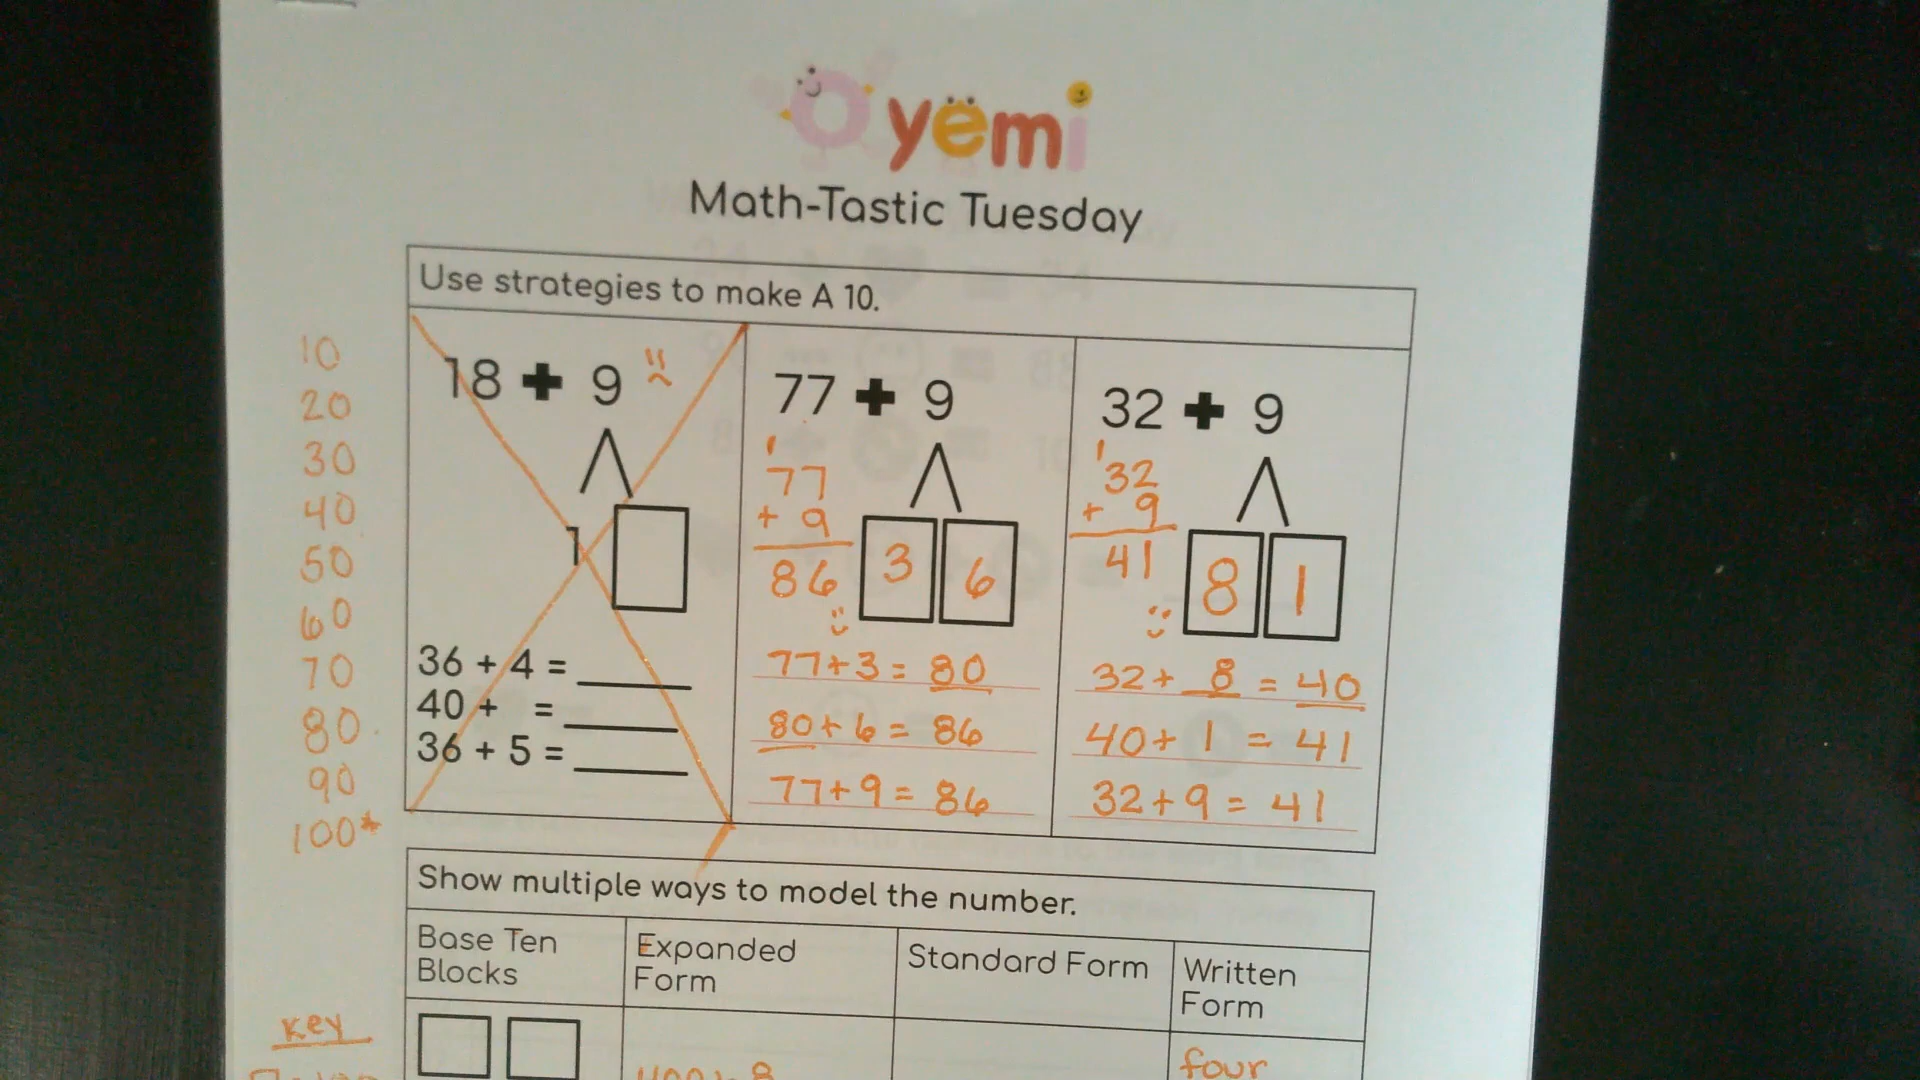 Oyemi
Math-Tastic Tuesday
Use strategies to make A 10.
10
20
30
40
50
60
70
80
90
100*
18 + 9
1
36 + 4 = ____
40 + = ____
36 + 5 = ____
77 + 9
1
77
+ 9
86
3 6
77+3 = 80
80+6 = 86
77+9 = 86
32 + 9
1
32
+ 9
41
8 1
32+ 8 = 40
40+ 1 = 41
32+9 = 41
Show multiple ways to model the number.
Base Ten
Blocks
Expanded
Form
Standard Form
Written
Form
Key
four